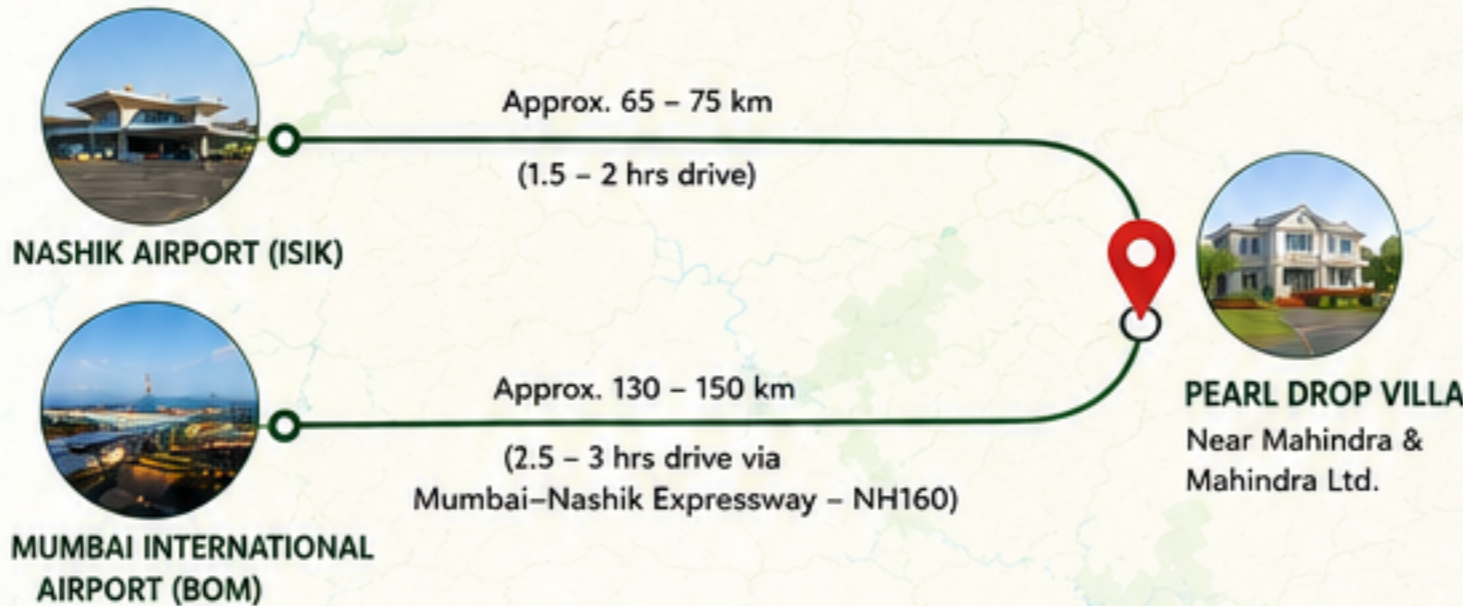 Approx. 65 – 75 km
(1.5 – 2 hrs drive)
NASHIK AIRPORT (ISIK)
Approx. 130 – 150 km
(2.5 – 3 hrs drive via
Mumbai–Nashik Expressway – NH160)
MUMBAI INTERNATIONAL
AIRPORT (BOM)
PEARL DROP VILLA
Near Mahindra &
Mahindra Ltd.